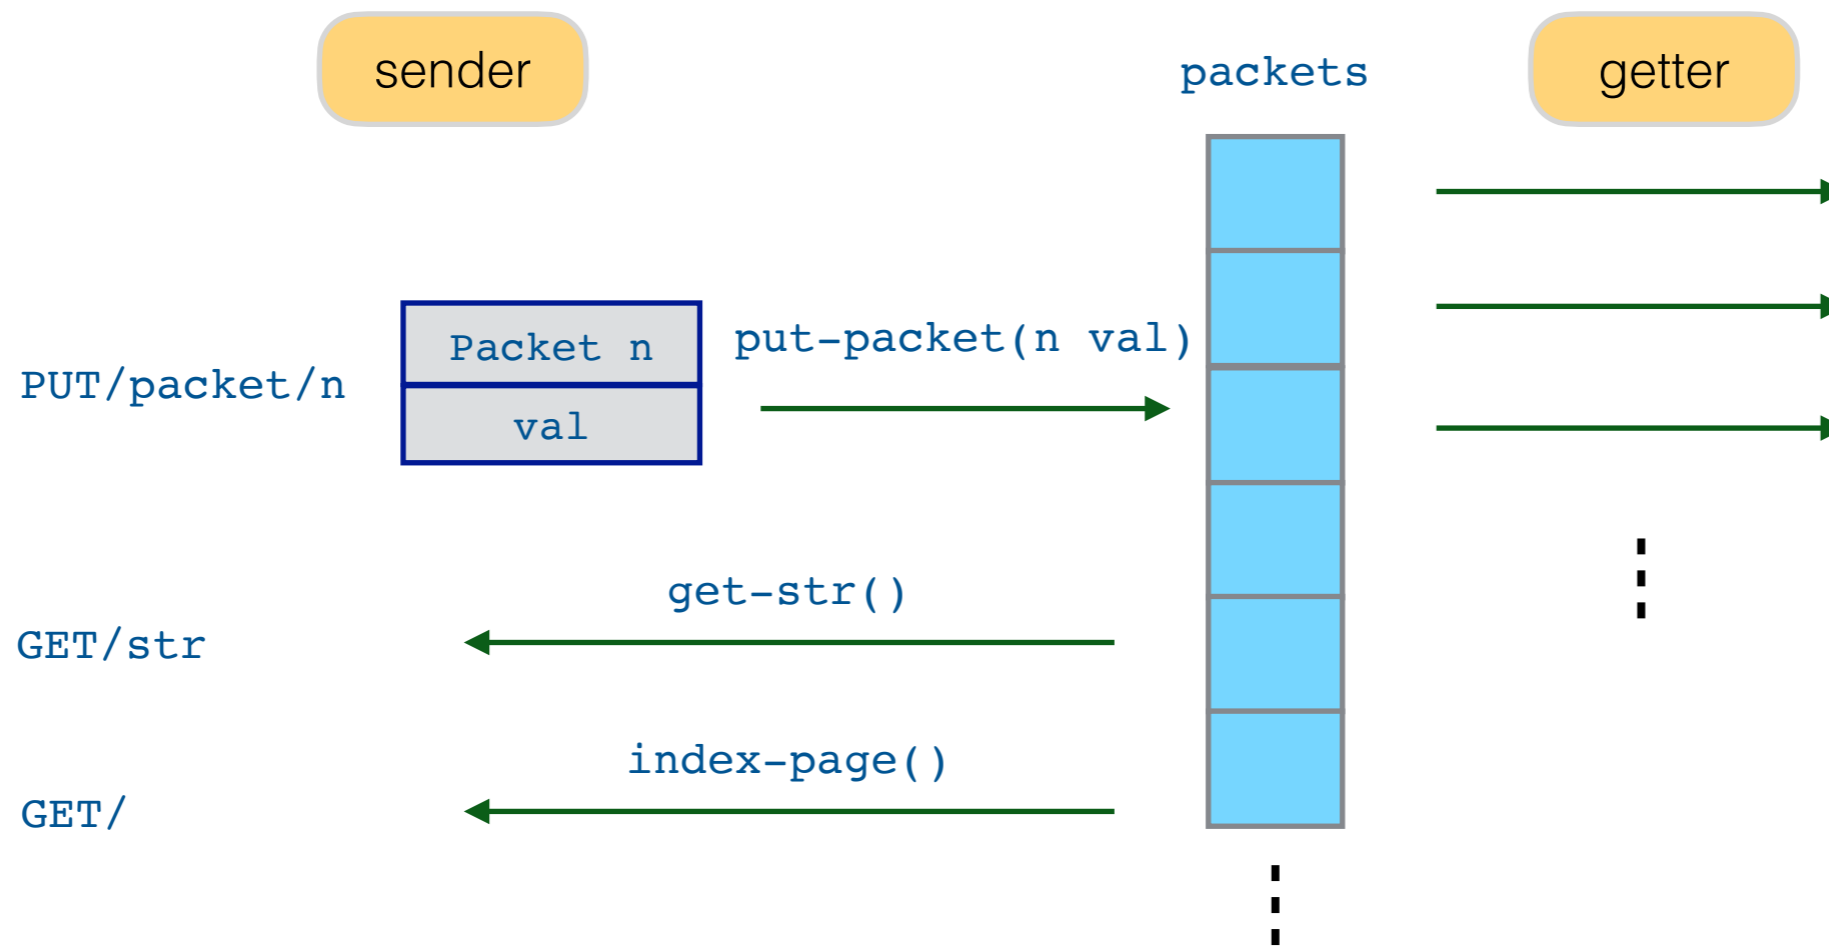 sender
packets
getter
Packet n
put-packet(n val)
PUT/packet/n
val
get-str()
GET/str
index-page()
GET/